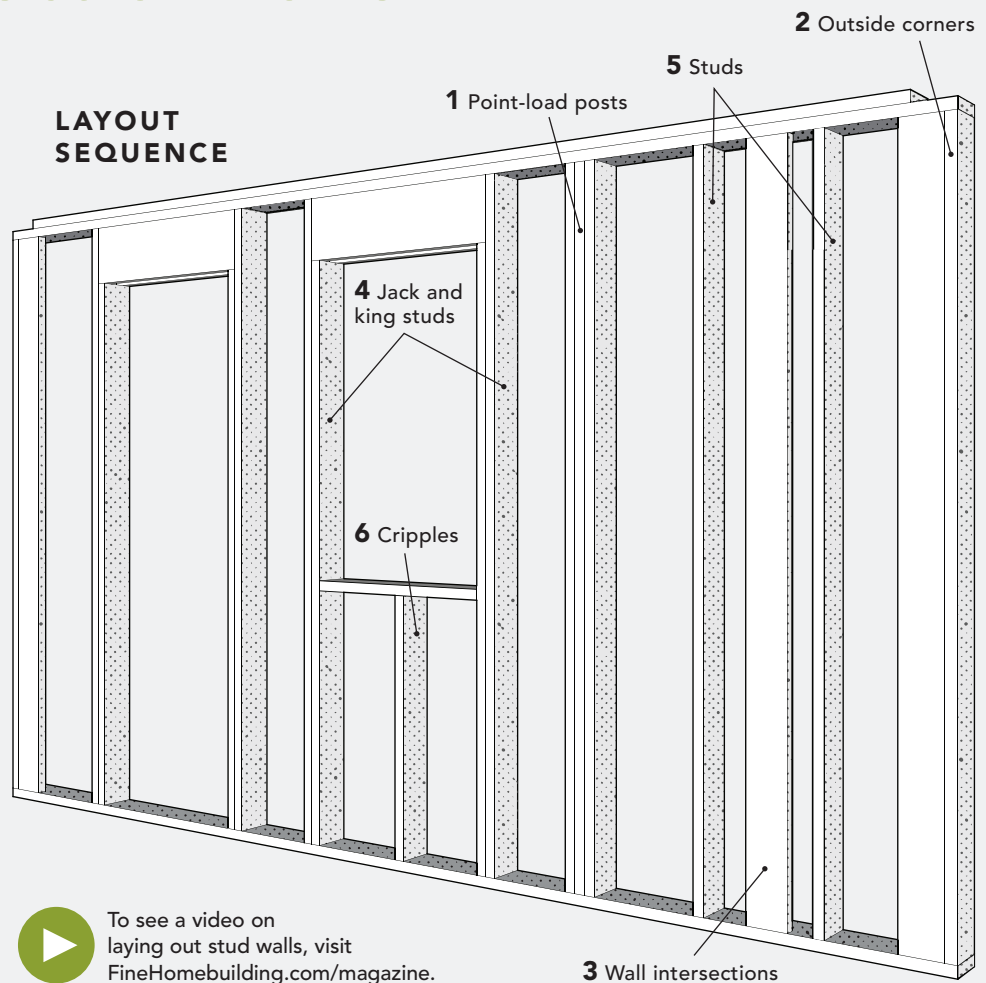 LAYOUT
SEQUENCE
2 Outside corners
5 Studs
1 Point-load posts
4 Jack and
king studs
6 Cripples
3 Wall intersections
To see a video on
laying out stud walls, visit
FineHomebuilding.com/magazine.